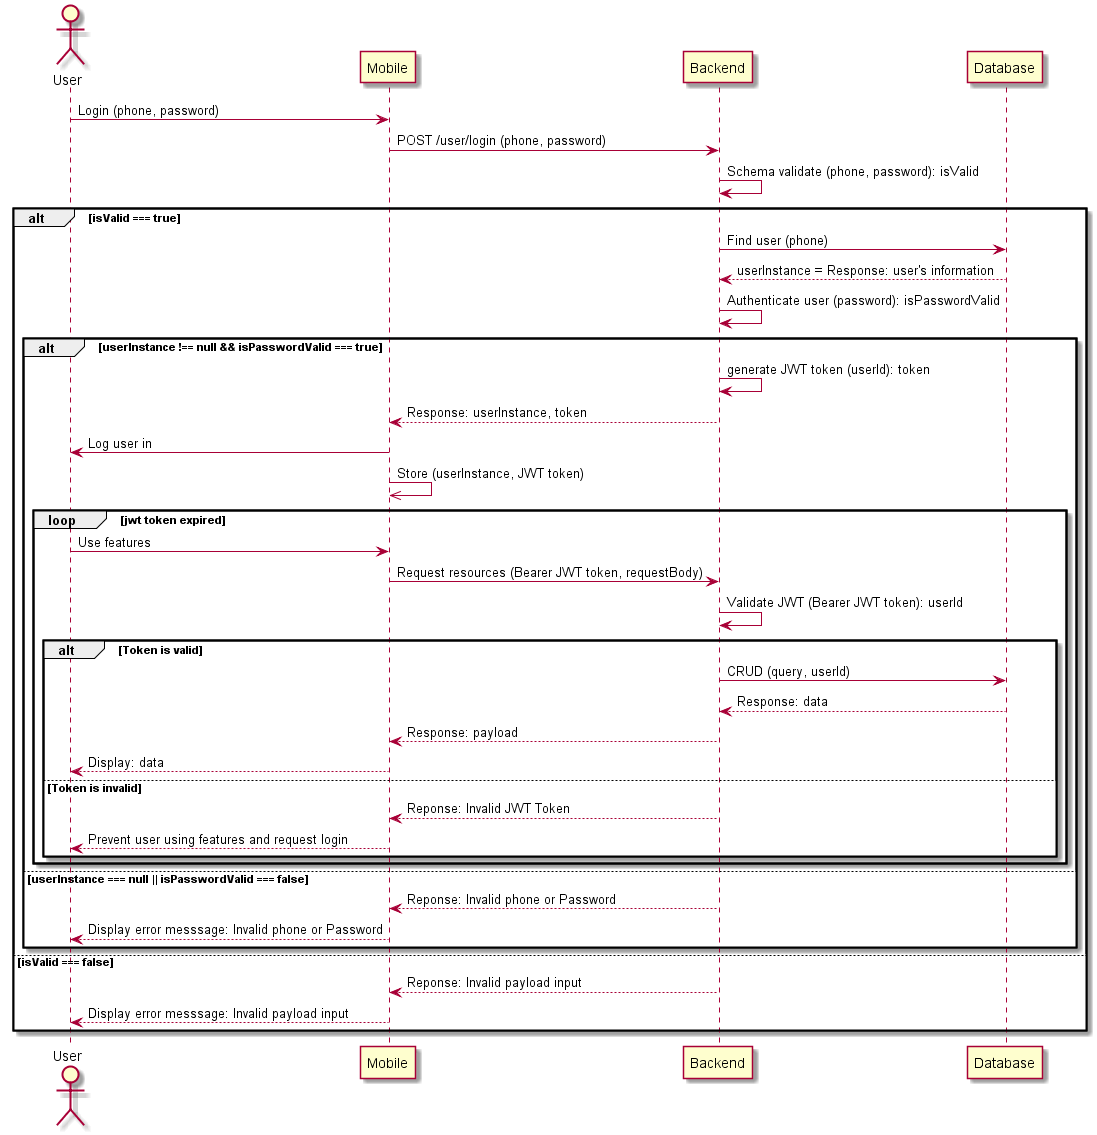 User
Mobile
Backend
Database
Login (phone, password)
POST /user/login (phone, password)
Schema validate (phone, password): isValid
alt
[isValid === true]
Find user (phone)
userInstance = Response: user's information
Authenticate user (password): isPasswordValid
alt
[userInstance !== null && isPasswordValid === true]
generate JWT token (userId): token
Response: userInstance, token
Log user in
Store (userInstance, JWT token)
loop
[jwt token expired]
Use features
Request resources (Bearer JWT token, requestBody)
Validate JWT (Bearer JWT token): userId
alt
[Token is valid]
CRUD (query, userId)
Response: data
Response: payload
Display: data
[Token is invalid]
Reponse: Invalid JWT Token
Prevent user using features and request login
[userInstance === null || isPasswordValid === false]
Reponse: Invalid phone or Password
Display error messsage: Invalid phone or Password
[isValid === false]
Reponse: Invalid payload input
Display error messsage: Invalid payload input
User
Mobile
Backend
Database